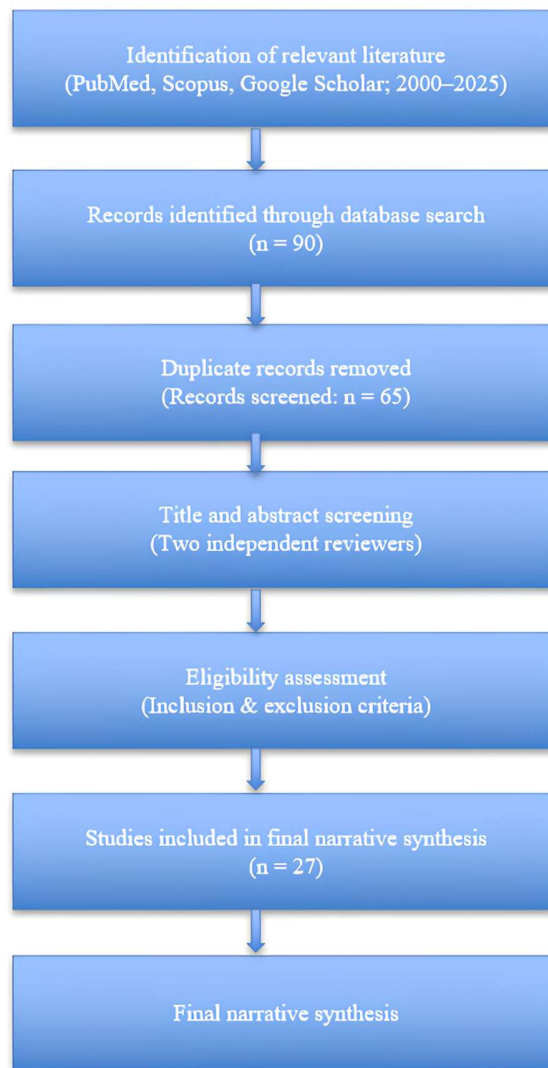 Identification of relevant literature
(PubMed, Scopus, Google Scholar; 2000–2025)
Records identified through database search
(n = 90)
Duplicate records removed
(Records screened: n = 65)
Title and abstract screening
(Two independent reviewers)
Eligibility assessment
(Inclusion & exclusion criteria)
Studies included in final narrative synthesis
(n = 27)
Final narrative synthesis